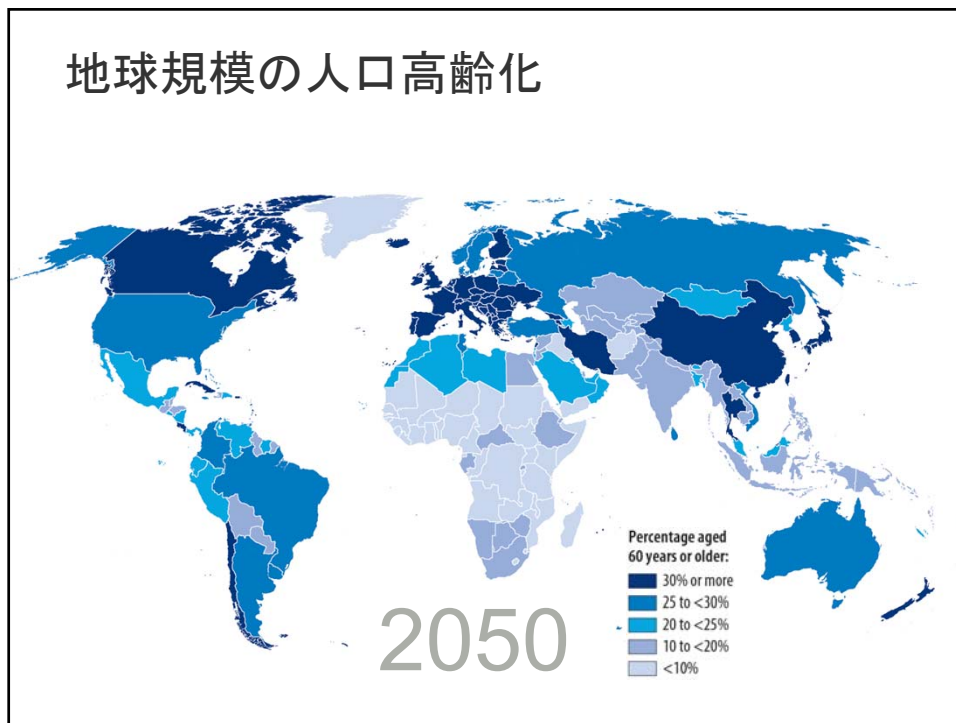 地球規模の人口高齢化
2050
Percentage aged
60 years or older:
30% or more
25 to <30%
20 to <25%
10 to <20%
<10%